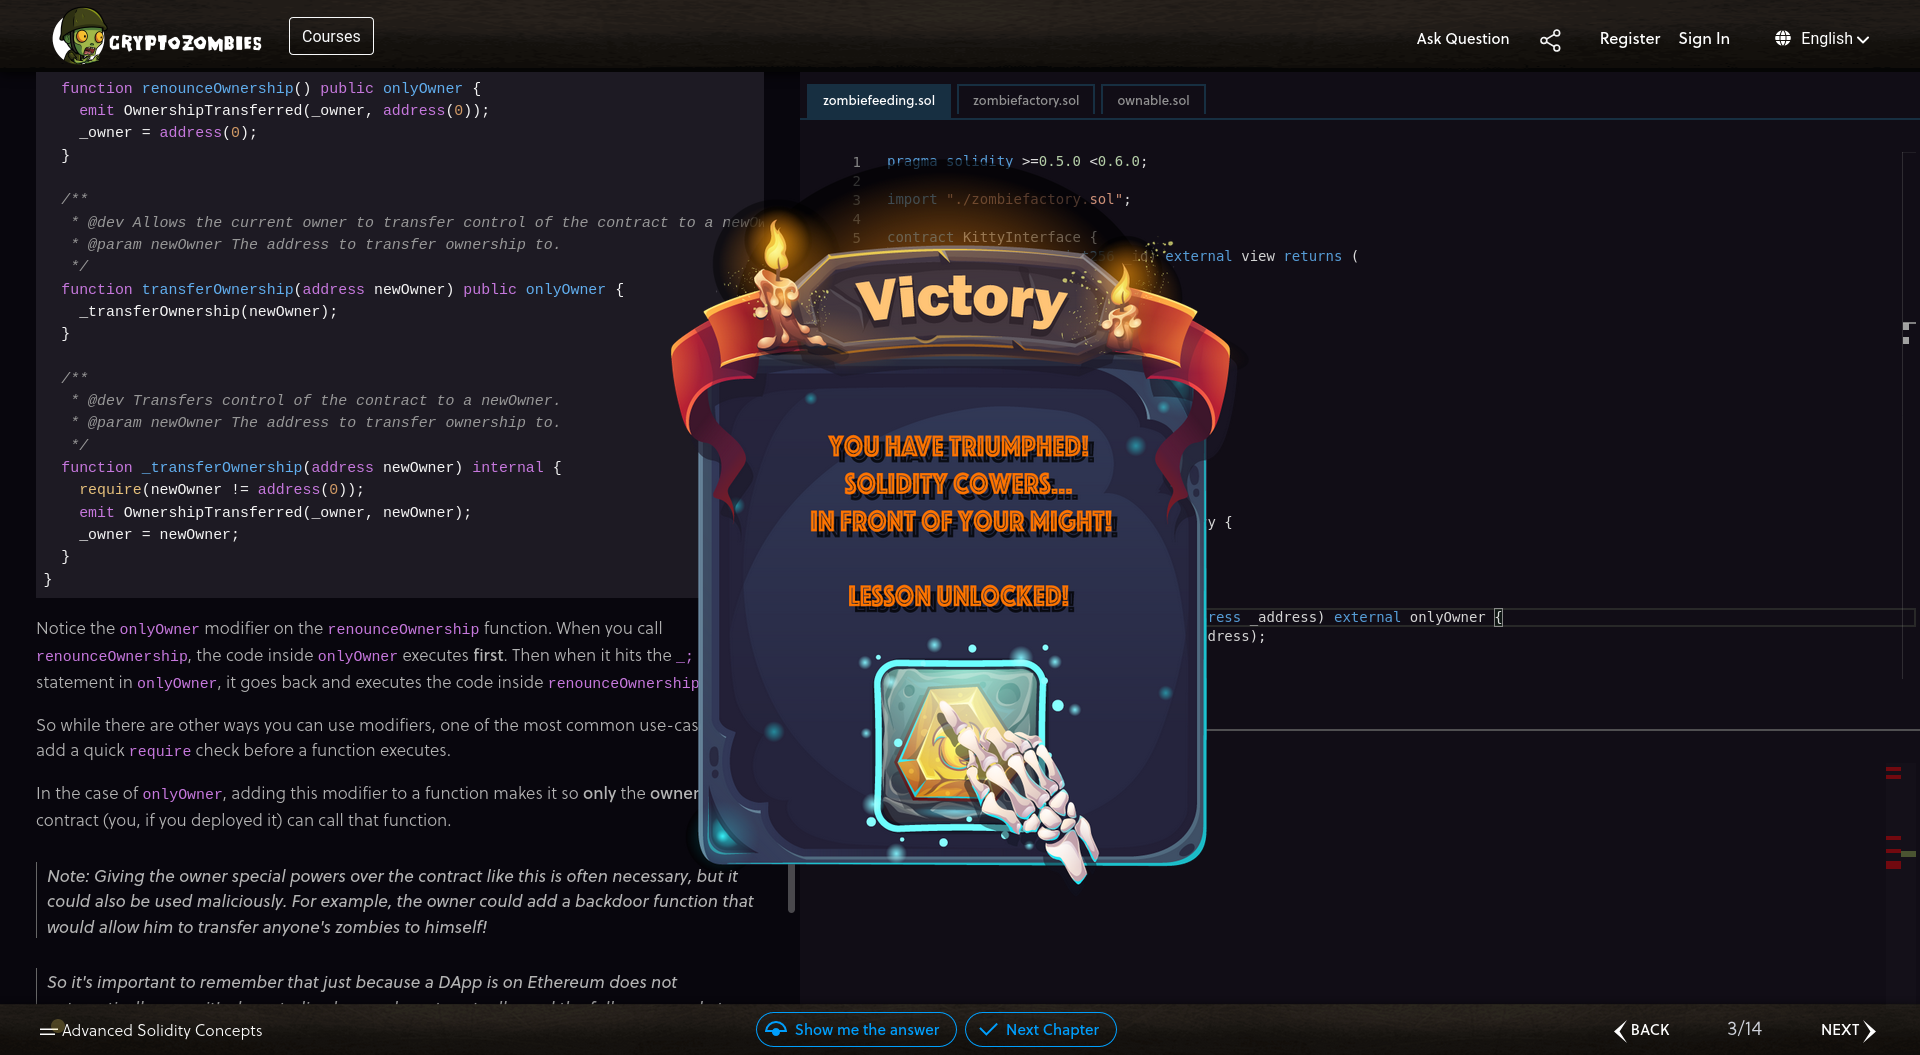 CRYPTOZOMBIES
Courses
Ask Question
Register
Sign In
English
function renounceOwnership() public onlyOwner {
emit OwnershipTransferred(_owner, address(0));
_owner = address(0);
}
/**
* @dev Allows the current owner to transfer control of the contract to a newOw
* @param newOwner The address to transfer ownership to.
*/
function transferOwnership(address newOwner) public onlyOwner {
_transferOwnership(newOwner);
}
/**
* @dev Transfers control of the contract to a newOwner.
* @param newOwner The address to transfer ownership to.
*/
function _transferOwnership(address newOwner) internal {
require(newOwner != address(0));
emit OwnershipTransferred(_owner, newOwner);
_owner = newOwner;
}
}
Notice the onlyOwner modifier on the renounceOwnership function. When you call
renounceOwnership, the code inside onlyOwner executes first. Then when it hits the _;
statement in onlyOwner, it goes back and executes the code inside renounceOwnership
So while there are other ways you can use modifiers, one of the most common use-cas
add a quick require check before a function executes.
In the case of onlyOwner, adding this modifier to a function makes it so only the owner
contract (you, if you deployed it) can call that function.
Note: Giving the owner special powers over the contract like this is often necessary, but it
could also be used maliciously. For example, the owner could add a backdoor function that
would allow him to transfer anyone's zombies to himself!
So it's important to remember that just because a DApp is on Ethereum does not
zombiefeeding.sol
zombiefactory.sol
ownable.sol
1 pragma solidity >=0.5.0 <0.6.0;
2
3 import "./zombiefactory.sol";
4
5 contract KittyInterface {
external view returns (
y {
ress _address) external onlyOwner {
dress);
Victory
YOU HAVE TRIUMPHED!
SOLIDITY COWERS...
IN FRONT OF YOUR MIGHT!
LESSON UNLOCKED!
Advanced Solidity Concepts
Show me the answer
Next Chapter
BACK
3/14
NEXT